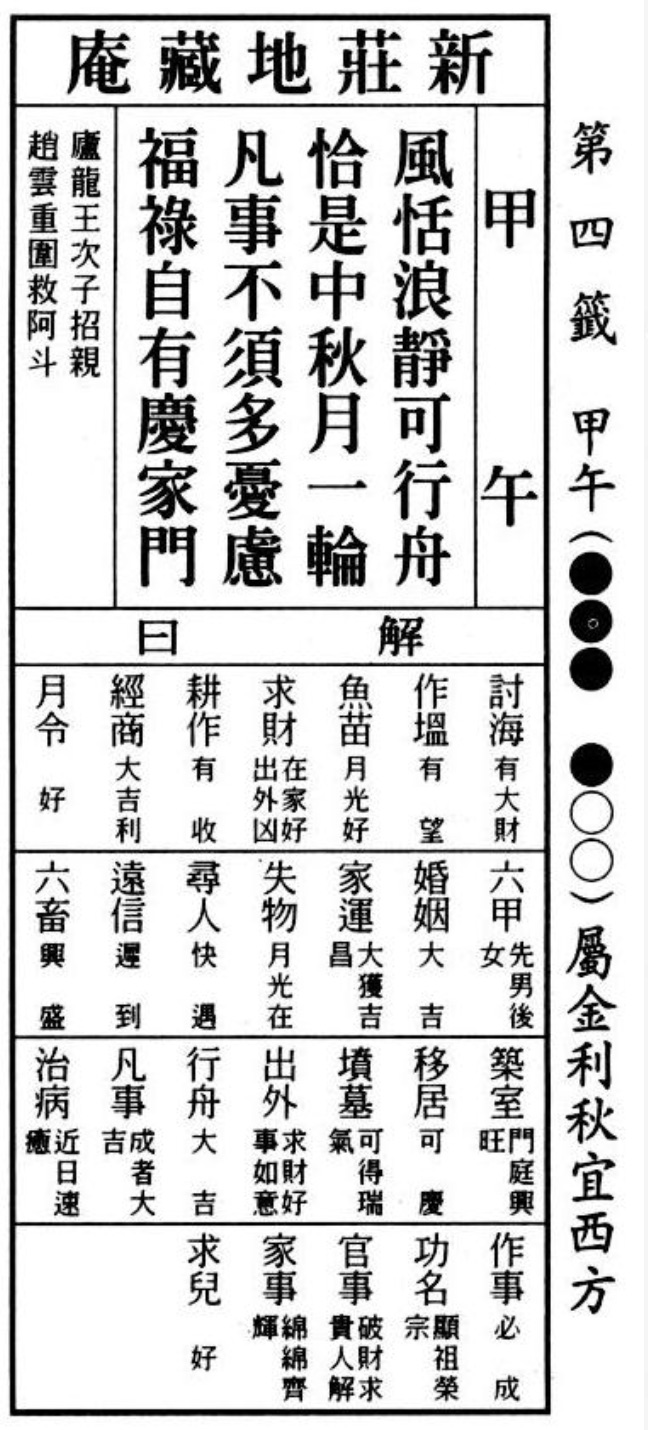 第四籤 甲午(●●● ●○○)屬金利秋宜西方
新莊地藏庵
甲午
風恬浪靜可行舟
恰是中秋月一輪
凡事不須多憂慮
福祿自有慶家門
廬龍王次子招親
趙雲重圍救阿斗
解曰
討海 有大財
作塭 有望
魚苗 月光好
求財 在家好出外凶
耕作 有收
經商 大吉利
月令 好
六甲 先男後女
婚姻 大吉
家運 大獲吉昌
失物 月光在
尋人 快遇
遠信 遲到
六畜 興盛
築室 門庭興旺
移居 可慶
墳墓 可得瑞氣
出外 求財好事如意
行舟 大吉
凡事 成者大吉
治病 近日速癒
作事 必成
功名 顯祖榮宗
官事 破財求貴人解
家事 綿綿齊輝
求兒 好